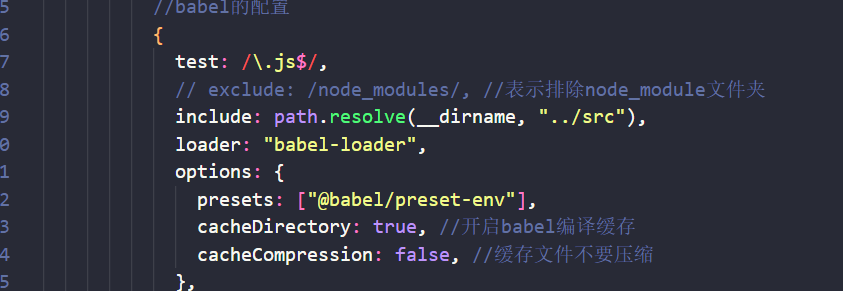 5 //babel的配置
6 {
7 test: /\.js$/,
8 // exclude: /node_modules/, //表示排除node_module文件夹
9 include: path.resolve(__dirname, "../src"),
0 loader: "babel-loader",
1 options: {
2 presets: ["@babel/preset-env"],
3 cacheDirectory: true, //开启babel编译缓存
4 cacheCompression: false, //缓存文件不要压缩
5 },